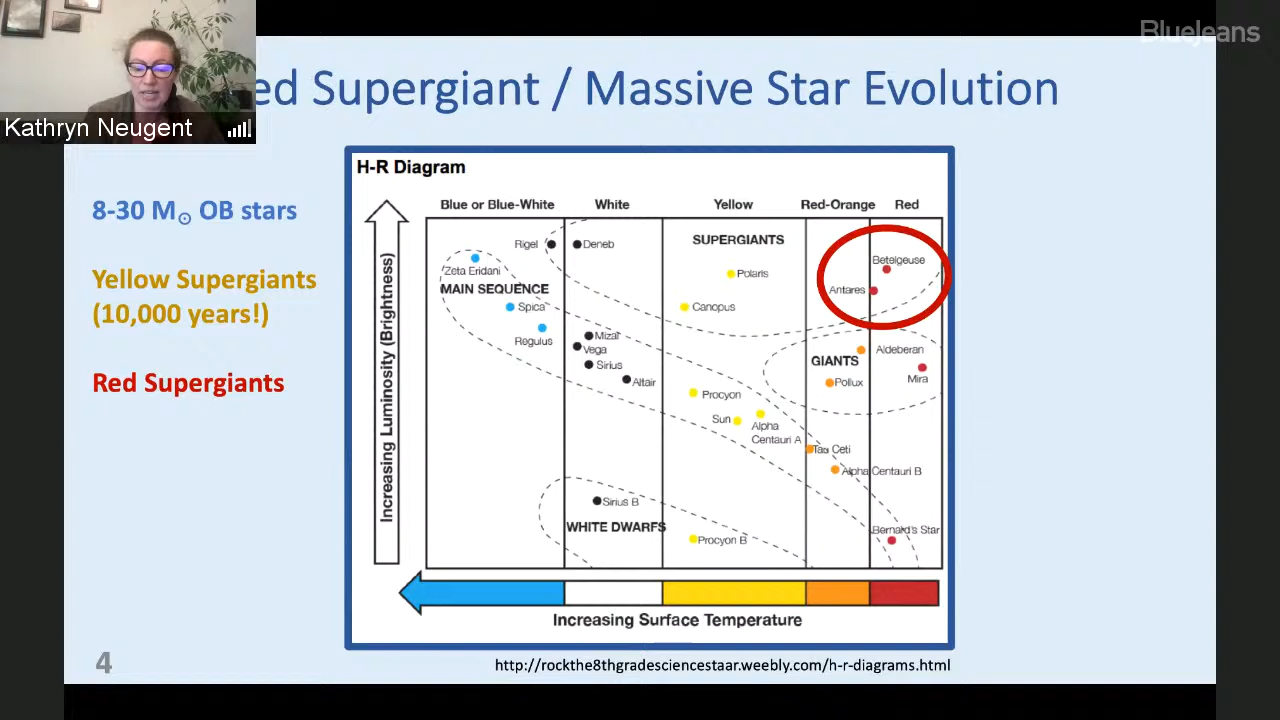 BlueJeans
ed Supergiant / Massive Star Evolution
Kathryn Neugent
8-30 M☉ OB stars
Yellow Supergiants
(10,000 years!)
Red Supergiants
H-R Diagram
Blue or Blue-White
White
Yellow
Red-Orange
Red
Increasing Luminosity (Brightness)
Rigel
Deneb
SUPERGIANTS
Betelgeuse
Zeta Eridani
Polaris
MAIN SEQUENCE
Antares
Spica
Canopus
Regulus
Mizar
Vega
Aldeberan
GIANTS
Sirius
Altair
Pollux
Mira
Procyon
Sun
Alpha
Centauri A
Tau Ceti
Alpha Centauri B
Sirius B
WHITE DWARFS
Procyon B
Bernard's Star
Increasing Surface Temperature
4
http://rockthe8thgradesciencestaar.weebly.com/h-r-diagrams.html